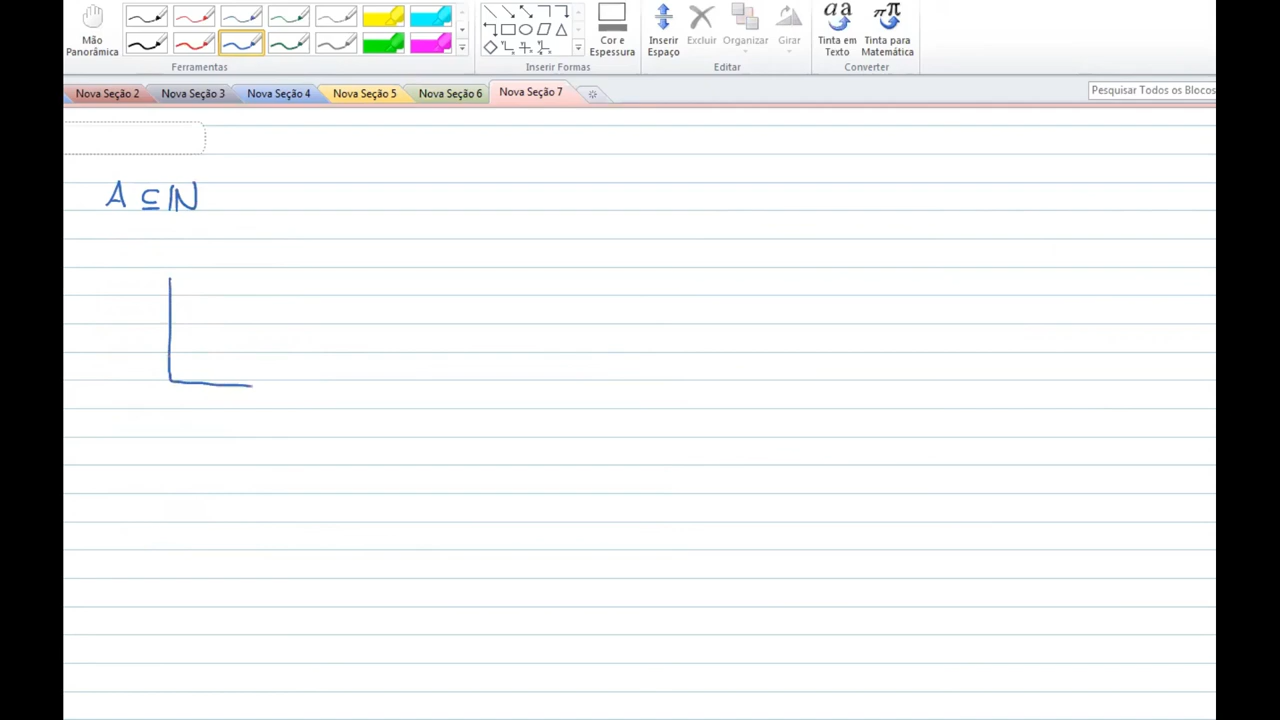 Mão
Panorâmica
Cor e
Espessura
Inserir
Espaço
Excluir
Organizar
Girar
aa
Tinta em
Texto
ππ
Tinta para
Matemática
Ferramentas
Inserir Formas
Editar
Converter
Nova Seção 2
Nova Seção 3
Nova Seção 4
Nova Seção 5
Nova Seção 6
Nova Seção 7
Pesquisar Todos os Blocos
A ⊆ ℕ